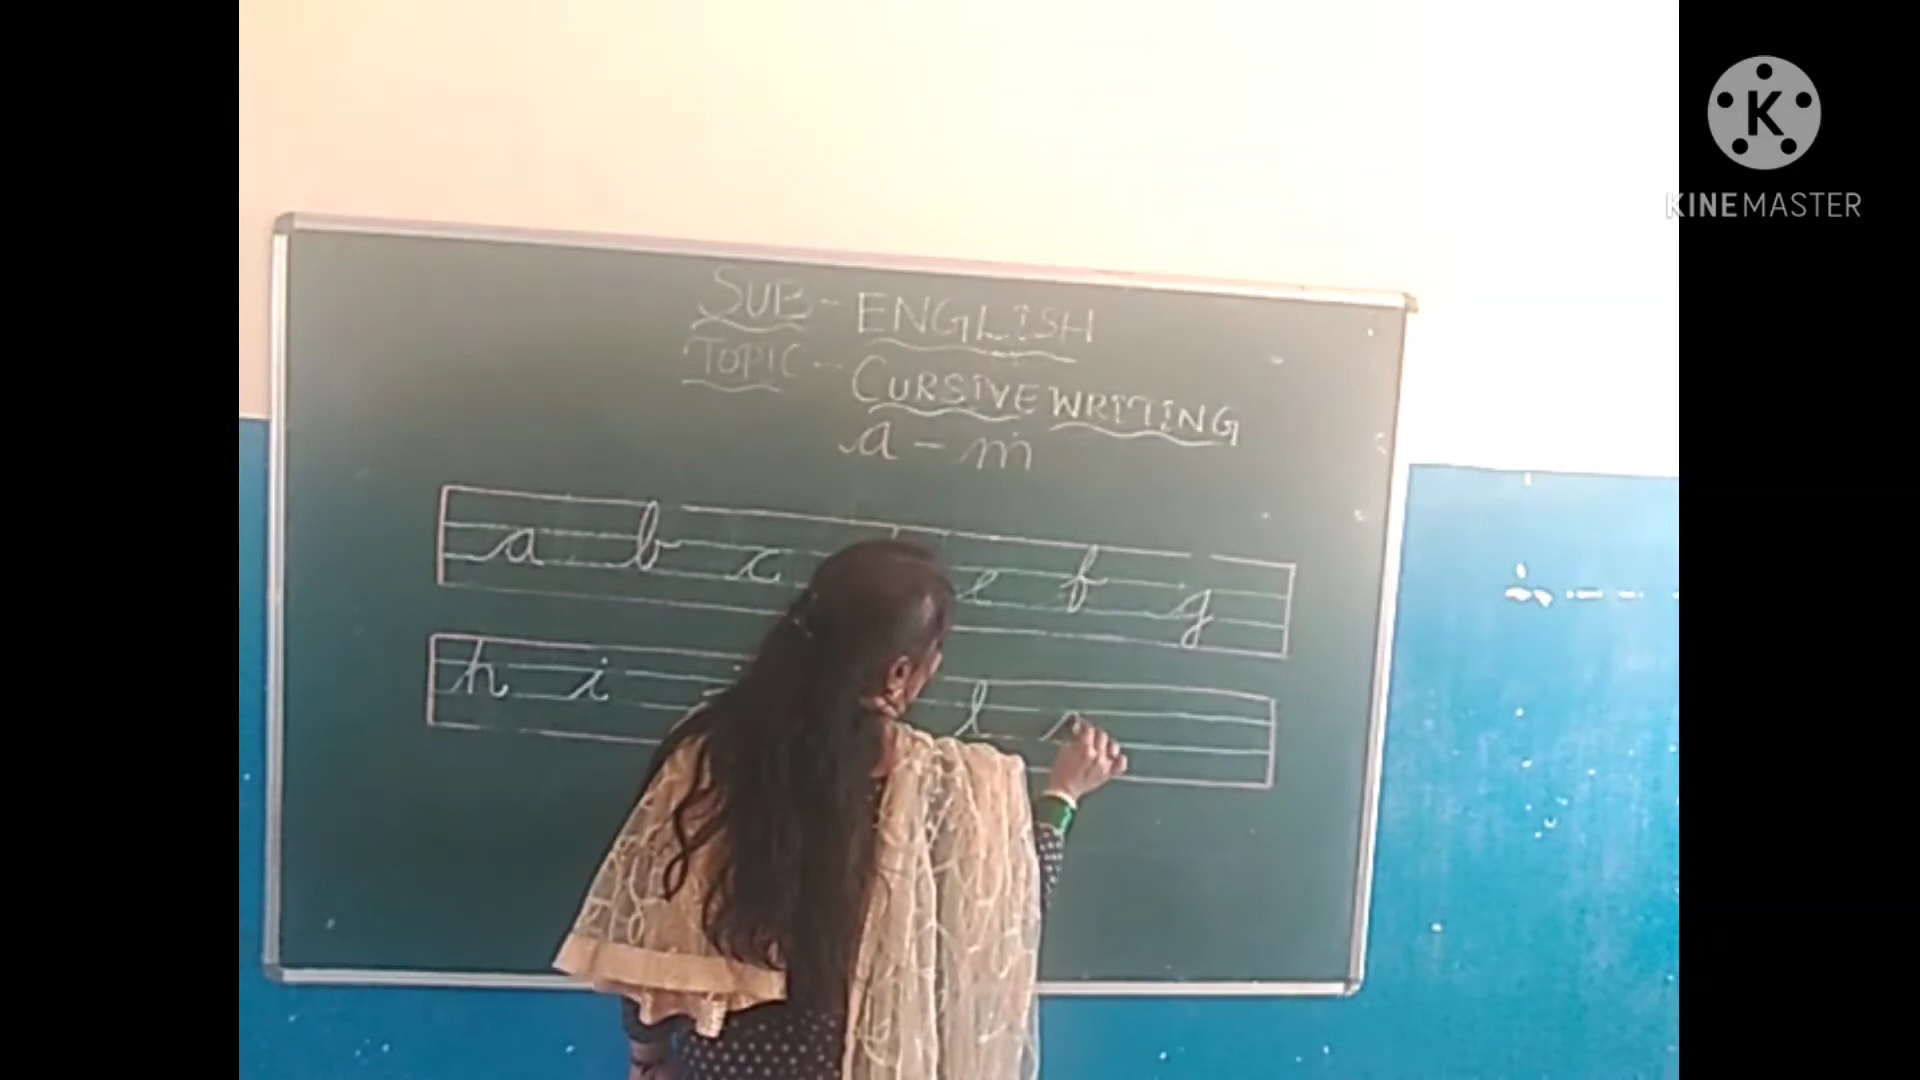 SUB - ENGLISH
TOPIC - CURSIVE WRITING
a - m
a b c e f g
h i l
KINEMASTER